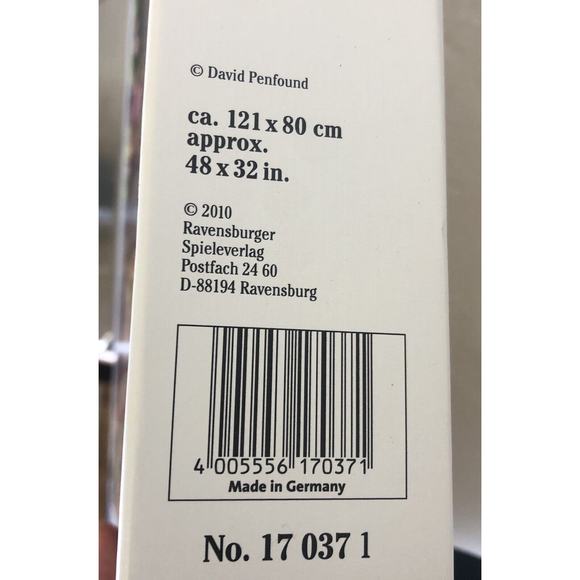 © David Penfound
ca. 121 x 80 cm
approx.
48 x 32 in.
© 2010
Ravensburger
Spieleverlag
Postfach 24 60
D-88194 Ravensburg
4 005556 170371
Made in Germany
No. 17 037 1